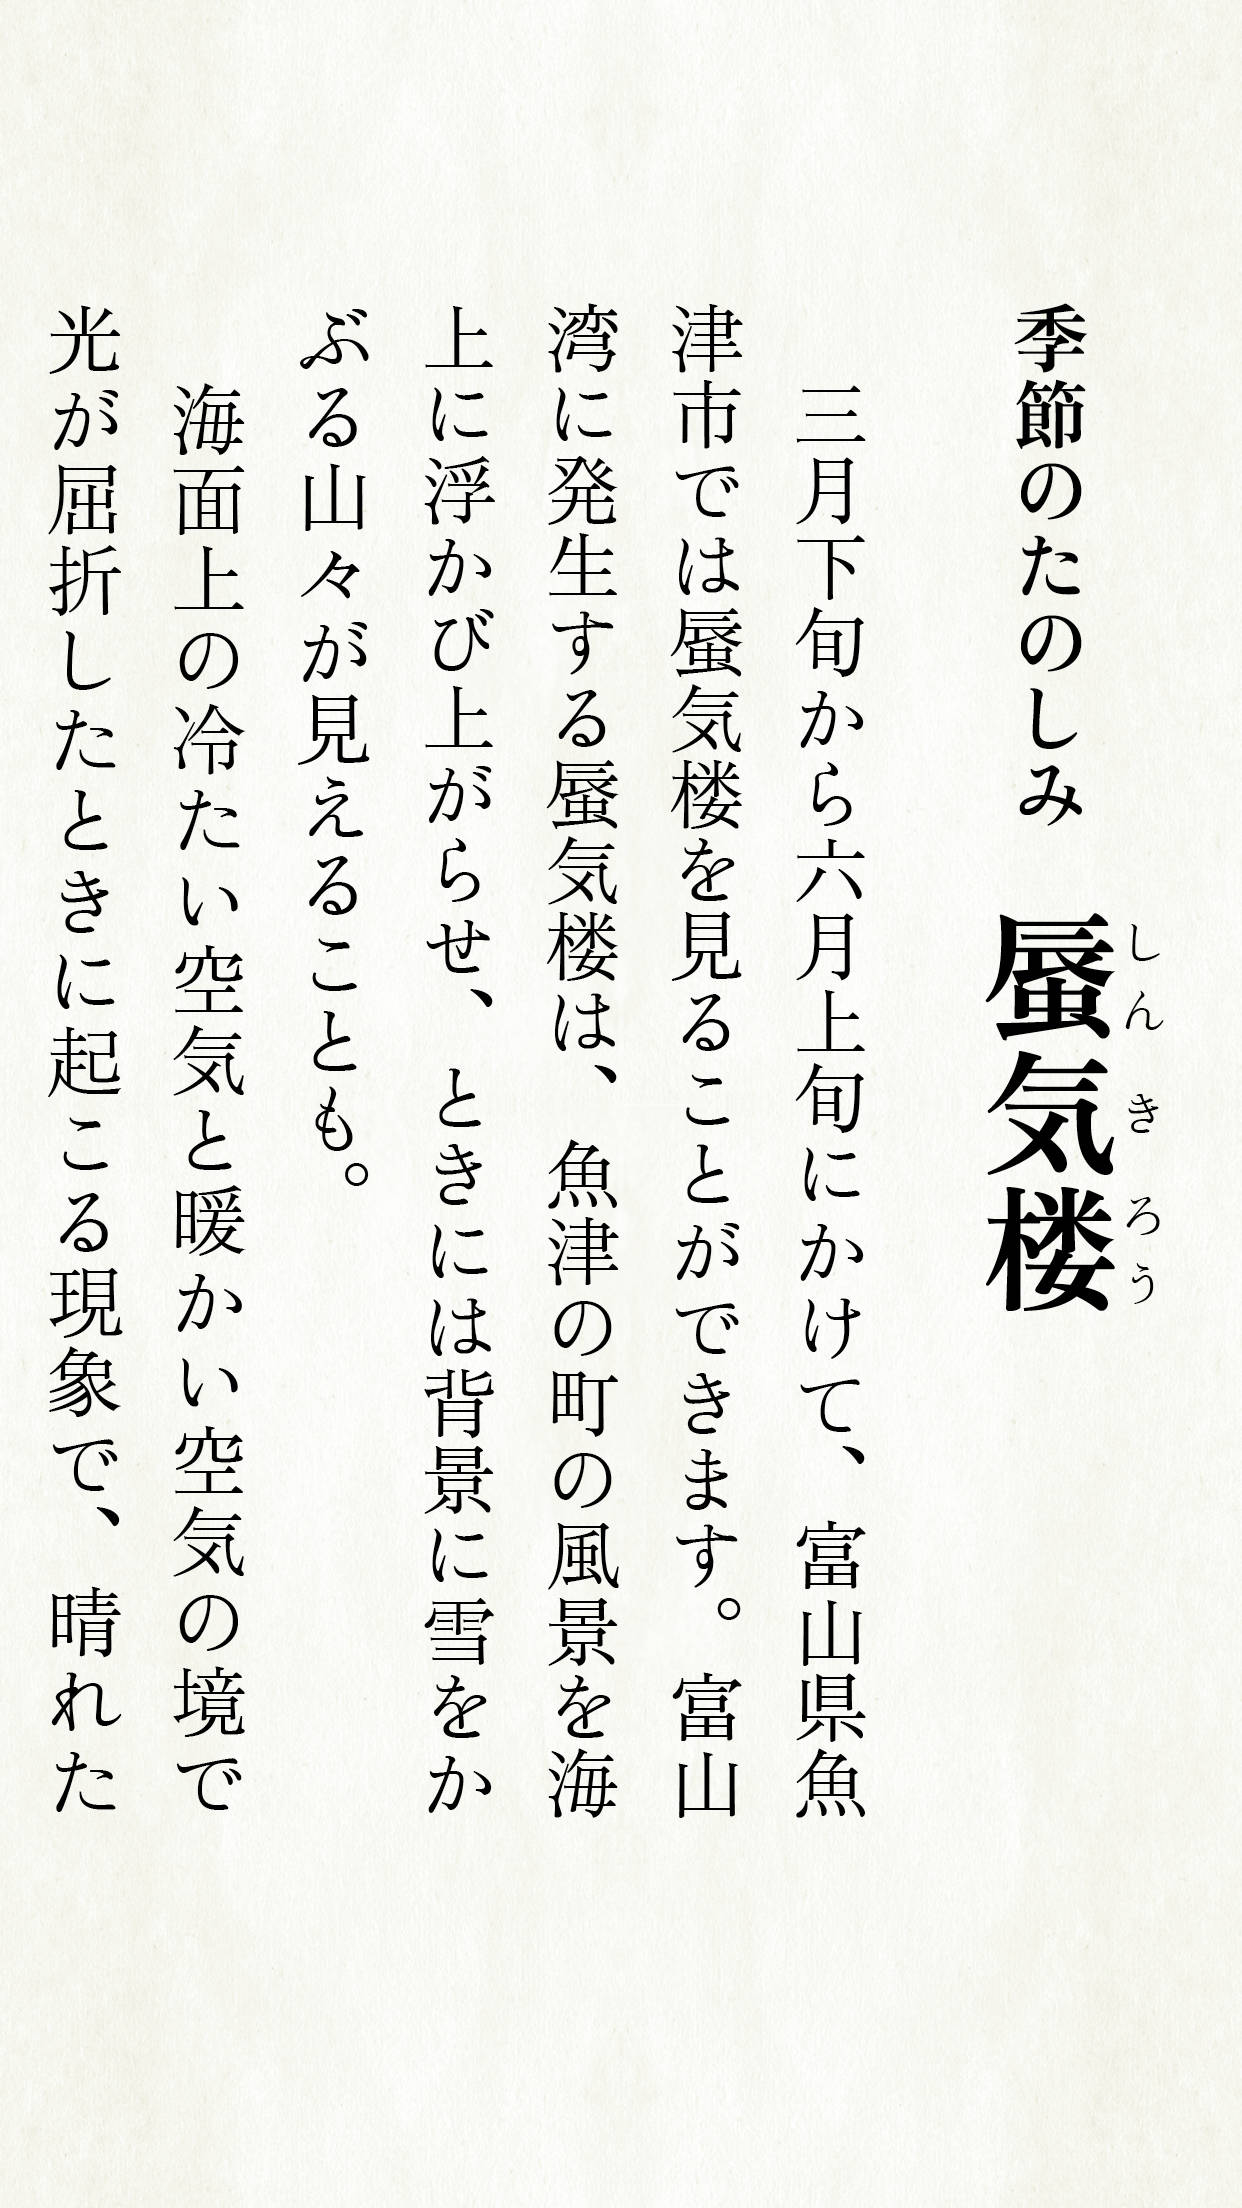 季節のたのしみ 蜃気楼
しんきろう
三月下旬から六月上旬にかけて、富山県魚
津市では蜃気楼を見ることができます。富山
湾に発生する蜃気楼は、魚津の町の風景を海
上に浮かび上がらせ、ときには背景に雪をか
ぶる山々が見えることも。
海面上の冷たい空気と暖かい空気の境で
光が屈折したときに起こる現象で、晴れた